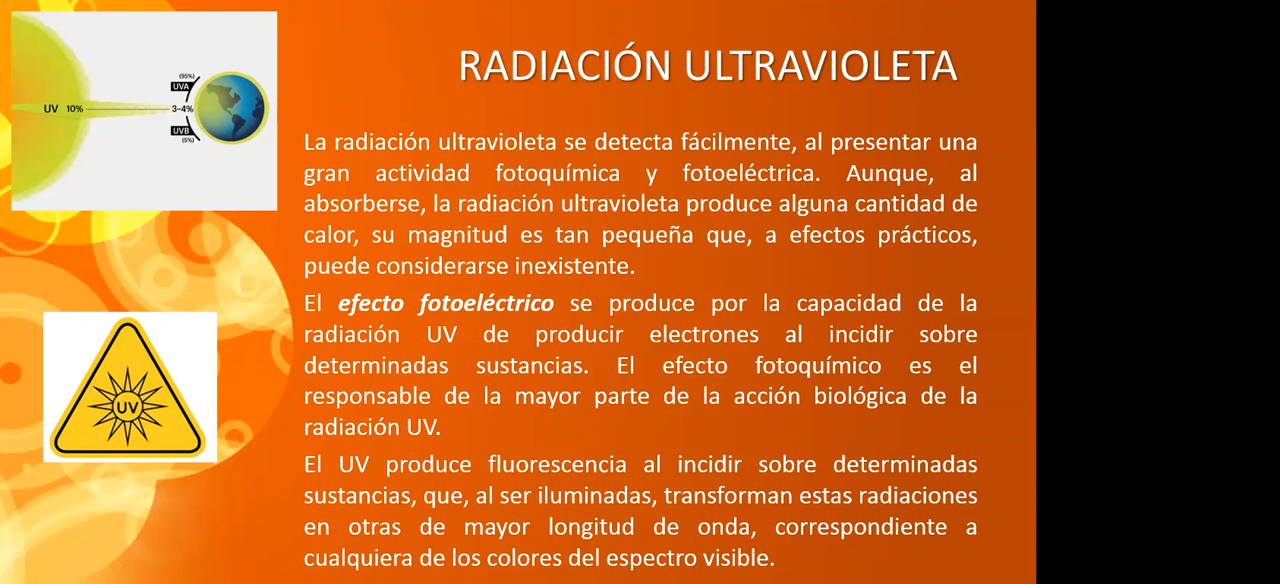 RADIACIÓN ULTRAVIOLETA
(95%)
UVA
UV 10%
3-4%
UVB
(5%)
La radiación ultravioleta se detecta fácilmente, al presentar una
gran actividad fotoquímica y fotoeléctrica. Aunque, al
absorberse, la radiación ultravioleta produce alguna cantidad de
calor, su magnitud es tan pequeña que, a efectos prácticos,
puede considerarse inexistente.
El efecto fotoeléctrico se produce por la capacidad de la
radiación UV de producir electrones al incidir sobre
determinadas sustancias. El efecto fotoquímico es el
responsable de la mayor parte de la acción biológica de la
radiación UV.
UV
El UV produce fluorescencia al incidir sobre determinadas
sustancias, que, al ser iluminadas, transforman estas radiaciones
en otras de mayor longitud de onda, correspondiente a
cualquiera de los colores del espectro visible.